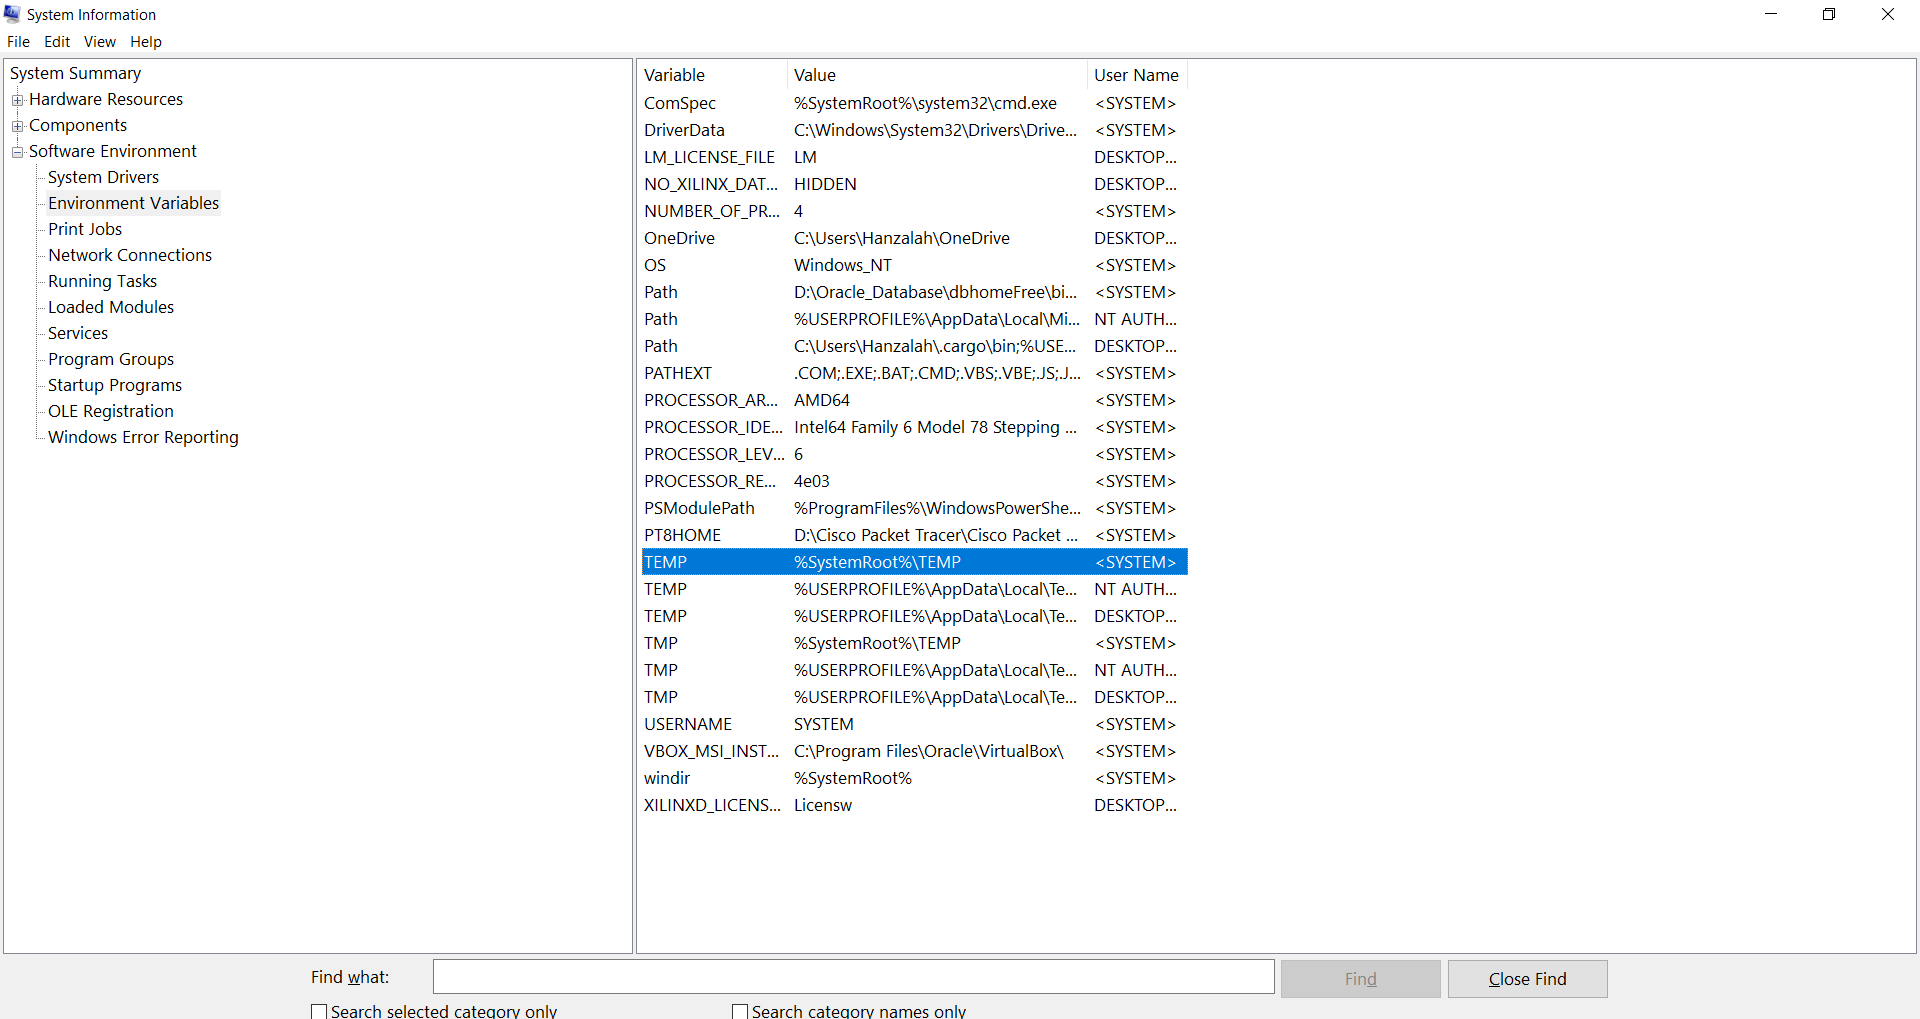 System Information
File Edit View Help
System Summary
Hardware Resources
Components
Software Environment
System Drivers
Environment Variables
Print Jobs
Network Connections
Running Tasks
Loaded Modules
Services
Program Groups
Startup Programs
OLE Registration
Windows Error Reporting
Variable Value User Name
ComSpec %SystemRoot%\system32\cmd.exe <SYSTEM>
DriverData C:\Windows\System32\Drivers\Drive... <SYSTEM>
LM_LICENSE_FILE LM DESKTOP...
NO_XILINX_DAT... HIDDEN DESKTOP...
NUMBER_OF_PR... 4 <SYSTEM>
OneDrive C:\Users\Hanzalah\OneDrive DESKTOP...
OS Windows_NT <SYSTEM>
Path D:\Oracle_Database\dbhomeFree\bi... <SYSTEM>
Path %USERPROFILE%\AppData\Local\Mi... NT AUTH...
Path C:\Users\Hanzalah\.cargo\bin;%USE... DESKTOP...
PATHEXT .COM;.EXE;.BAT;.CMD;.VBS;.VBE;.JS;.J... <SYSTEM>
PROCESSOR_AR... AMD64 <SYSTEM>
PROCESSOR_IDE... Intel64 Family 6 Model 78 Stepping ... <SYSTEM>
PROCESSOR_LEV... 6 <SYSTEM>
PROCESSOR_RE... 4e03 <SYSTEM>
PSModulePath %ProgramFiles%\WindowsPowerShe... <SYSTEM>
PT8HOME D:\Cisco Packet Tracer\Cisco Packet ... <SYSTEM>
TEMP %SystemRoot%\TEMP <SYSTEM>
TEMP %USERPROFILE%\AppData\Local\Te... NT AUTH...
TEMP %USERPROFILE%\AppData\Local\Te... DESKTOP...
TMP %SystemRoot%\TEMP <SYSTEM>
TMP %USERPROFILE%\AppData\Local\Te... NT AUTH...
TMP %USERPROFILE%\AppData\Local\Te... DESKTOP...
USERNAME SYSTEM <SYSTEM>
VBOX_MSI_INST... C:\Program Files\Oracle\VirtualBox\ <SYSTEM>
windir %SystemRoot% <SYSTEM>
XILINXD_LICENS... Licensw DESKTOP...
Find what: Find Close Find
Search selected category only Search category names only